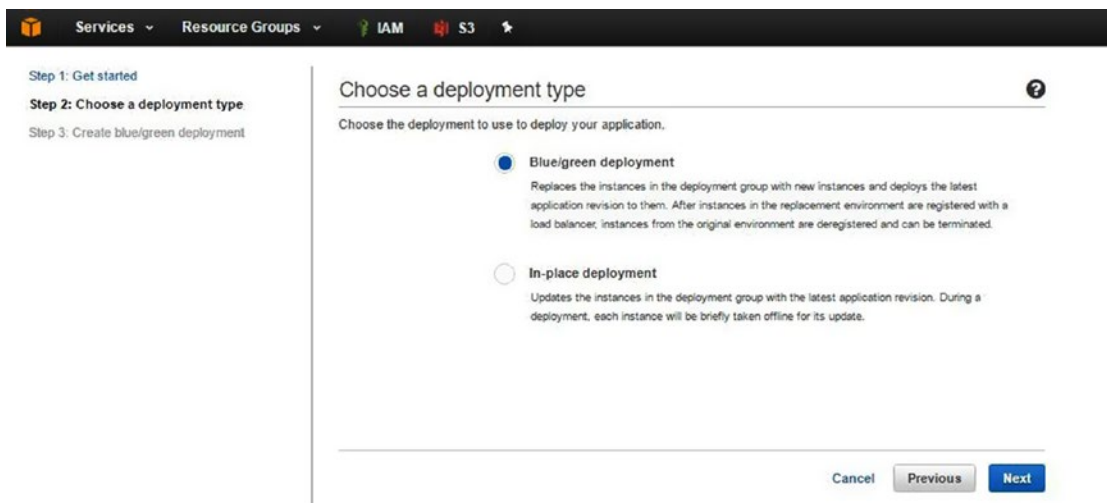 Services Resource Groups IAM S3
Step 1: Get started
Step 2: Choose a deployment type
Step 3: Create blue/green deployment
Choose a deployment type
?
Choose the deployment to use to deploy your application.
Blue/green deployment
Replaces the instances in the deployment group with new instances and deploys the latest
application revision to them. After instances in the replacement environment are registered with a
load balancer, instances from the original environment are deregistered and can be terminated.
In-place deployment
Updates the instances in the deployment group with the latest application revision. During a
deployment, each instance will be briefly taken offline for its update.
Cancel Previous Next